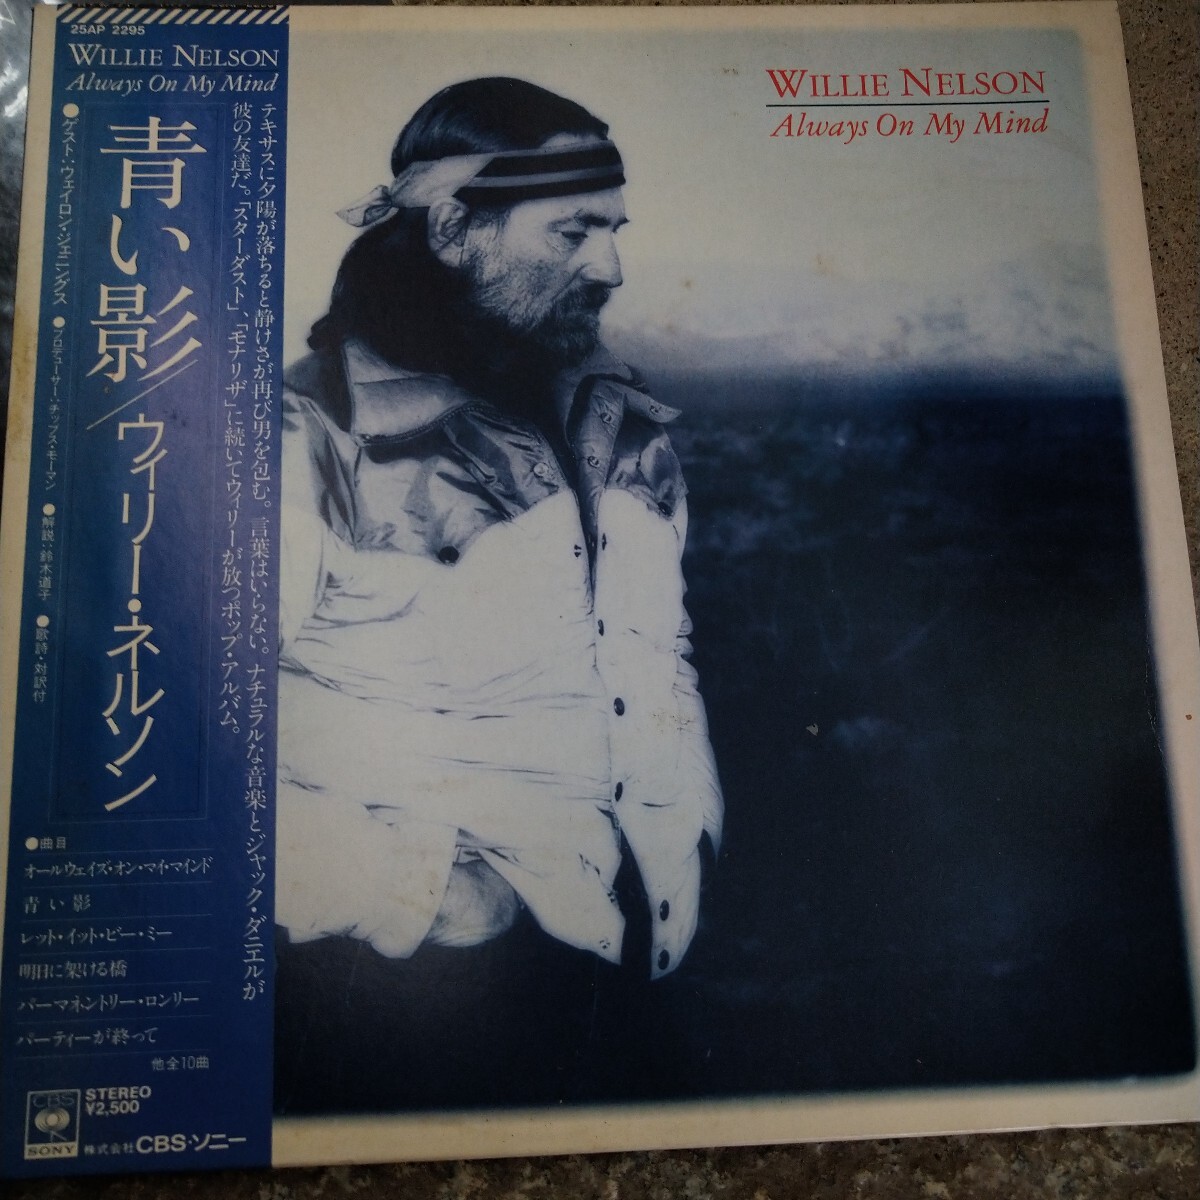 25AP 2295
WILLIE NELSON
Always On My Mind
テキサスに夕陽が落ちると静けさが再び男を包む。言葉はいらない。ナチュラルな音楽とジャック・ダニエルが
彼の友達だ。「スターダスト」、「モナリザ」に続いてウィリーが放つポップ・アルバム。
青い影/ウィリー・ネルソン
●ゲスト:ウェイロン・ジェニングス ●プロデューサー:チップス・モーマン ●解説:鈴木道子 ●歌詩・対訳付
●曲目
オールウェイズ・オン・マイ・マインド
青い影
レット・イット・ビー・ミー
明日に架ける橋
パーマネントリー・ロンリー
パーティーが終って
他全10曲
CBS
SONY
STEREO
¥2,500
株式会社CBS・ソニー
WILLIE NELSON
Always On My Mind